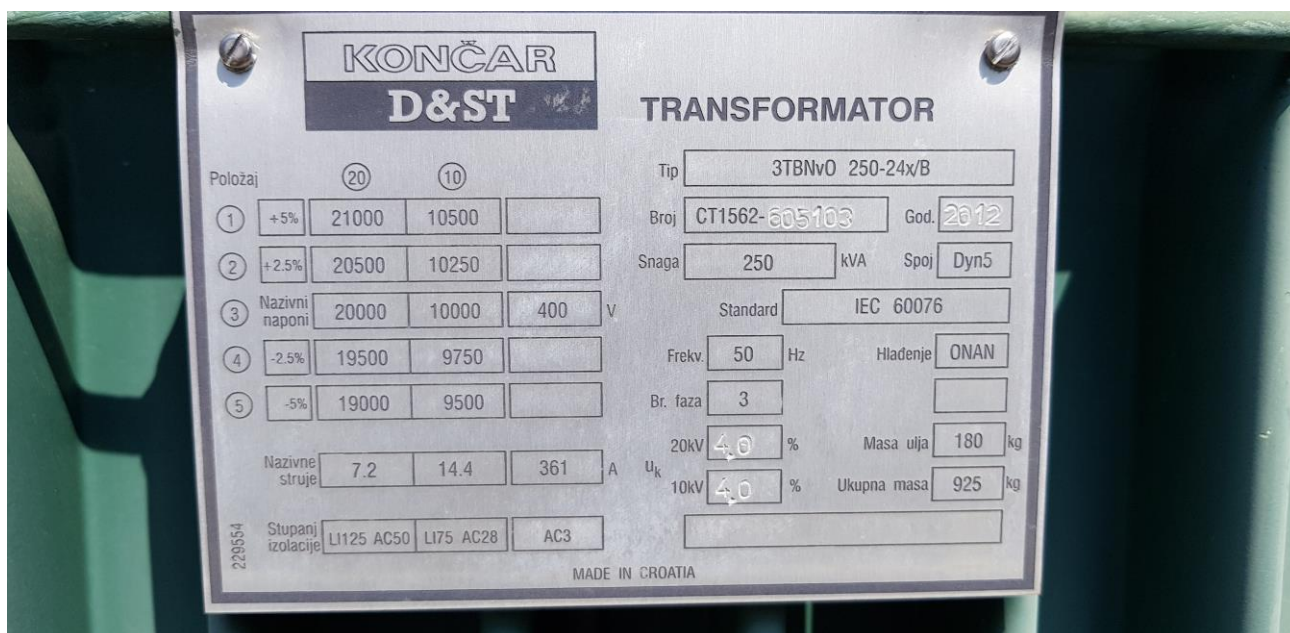 KONČAR
D&ST
TRANSFORMATOR
Položaj 20 10
1 +5% 21000 10500
2 +2.5% 20500 10250
3 Nazivni naponi 20000 10000 400 V
4 -2.5% 19500 9750
5 -5% 19000 9500
Nazivne struje 7.2 14.4 361 A
Stupanj izolacije LI125 AC50 LI75 AC28 AC3
229554
Tip 3TBNvO 250-24x/B
Broj CT1562-605103 God. 2012
Snaga 250 kVA Spoj Dyn5
Standard IEC 60076
Frekv. 50 Hz Hlađenje ONAN
Br. faza 3
20kV 4.0 % Masa ulja 180 kg
uk
10kV 4.0 % Ukupna masa 925 kg
MADE IN CROATIA